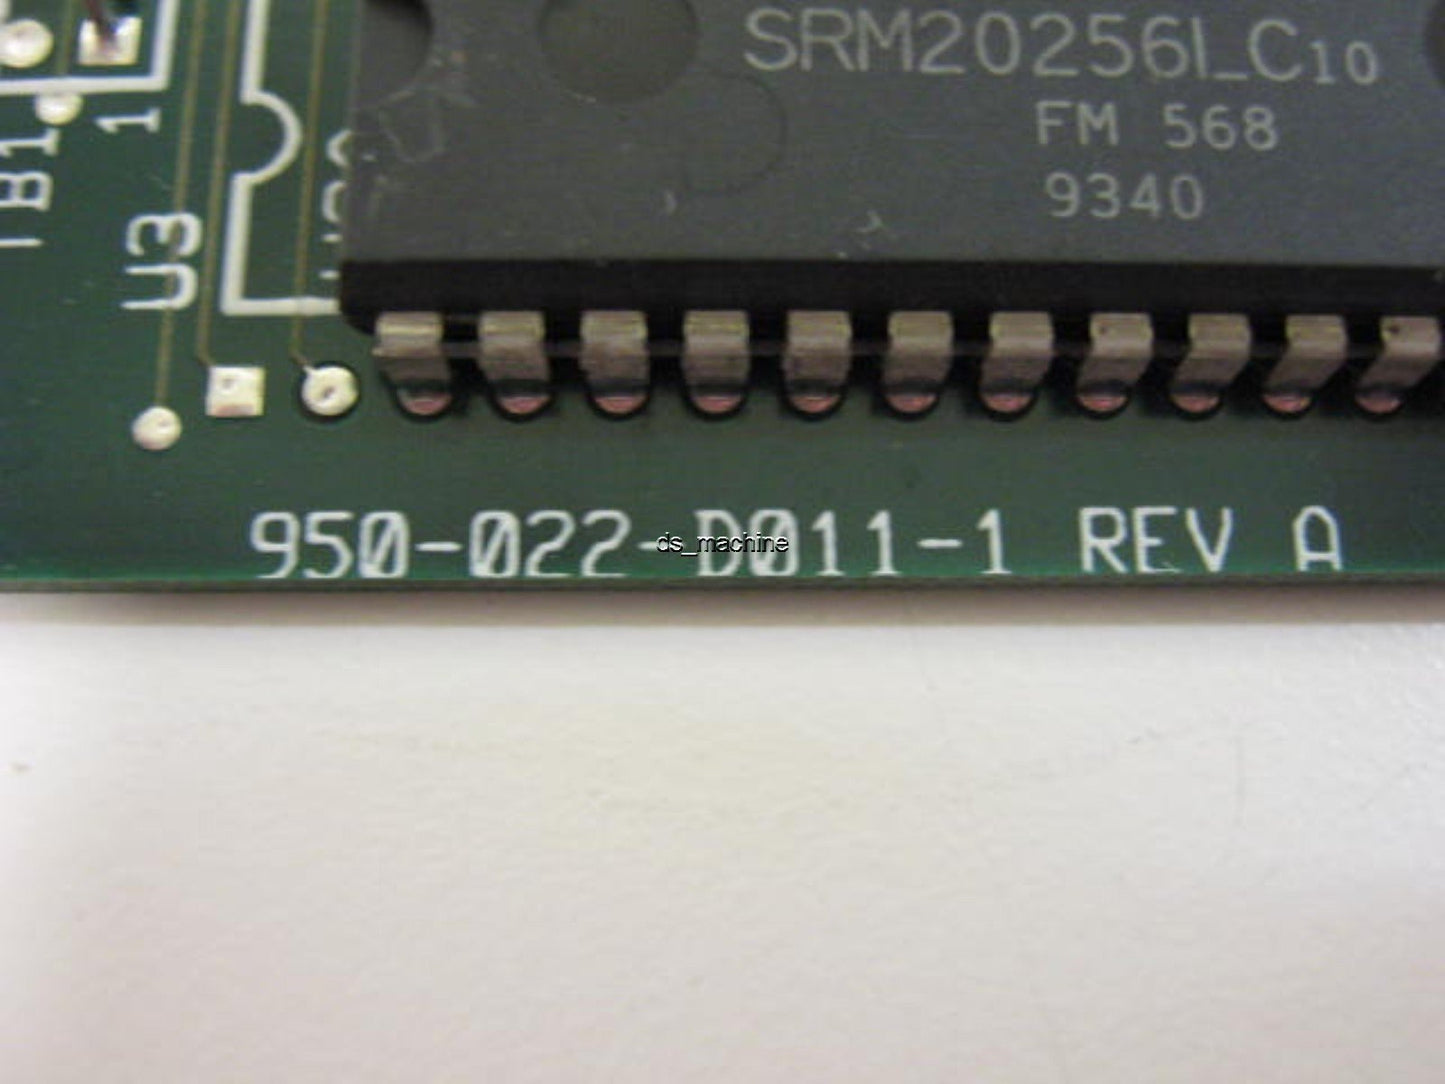 SRM20256LC10
FM 568
9340
TB1
1
U3
950-022-D011-1 REV A
ds_machine